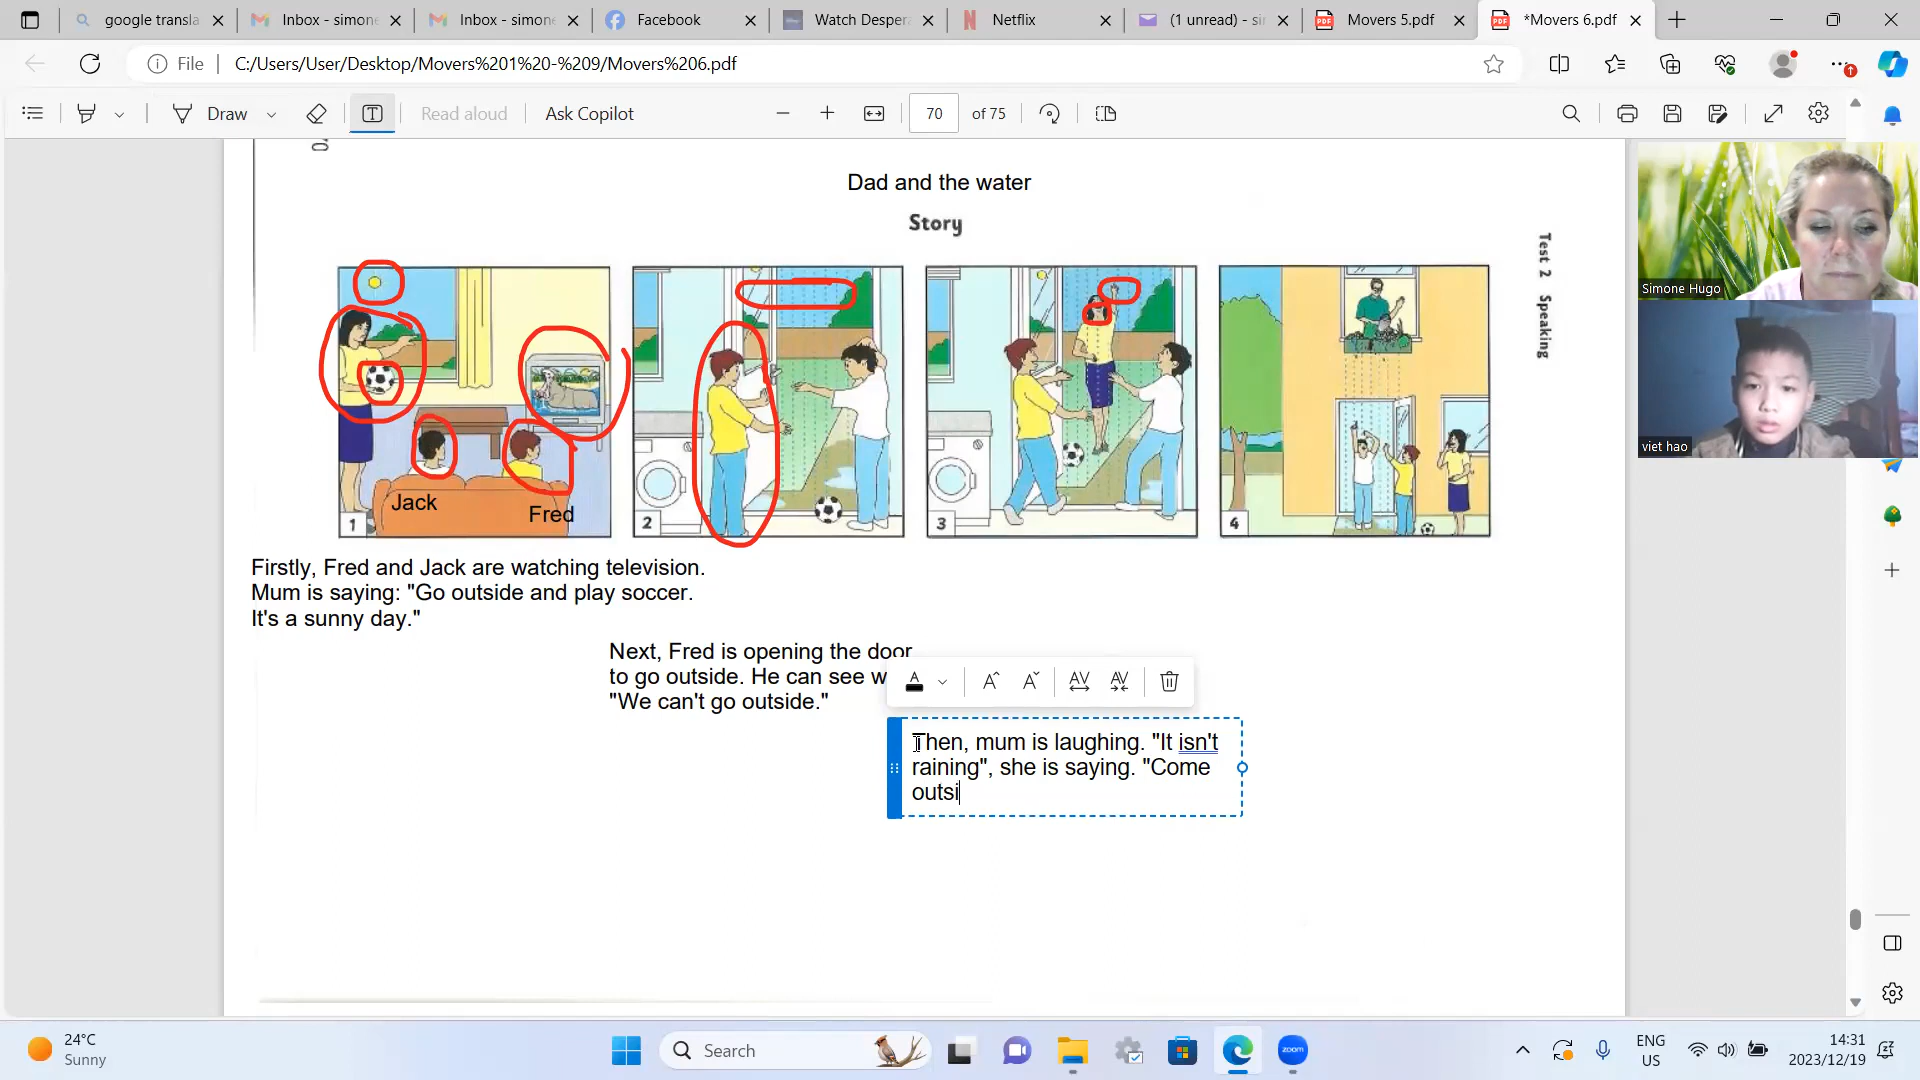 google transla
Inbox - simone
Inbox - simone
Facebook
Watch Despera
Netflix
(1 unread) - si
Movers 5.pdf
*Movers 6.pdf
File
C:/Users/User/Desktop/Movers%201%20-%209/Movers%206.pdf
Draw
Read aloud
Ask Copilot
70
of 75
Dad and the water
Story
Test 2 Speaking
Simone Hugo
viet hao
Jack
Fred
1
2
3
4
Firstly, Fred and Jack are watching television.
Mum is saying: "Go outside and play soccer.
It's a sunny day."
Next, Fred is opening the door
to go outside. He can see w
"We can't go outside."
Then, mum is laughing. "It isn't
raining", she is saying. "Come
outsi
24°C
Sunny
Search
zoom
ENG
US
14:31
2023/12/19